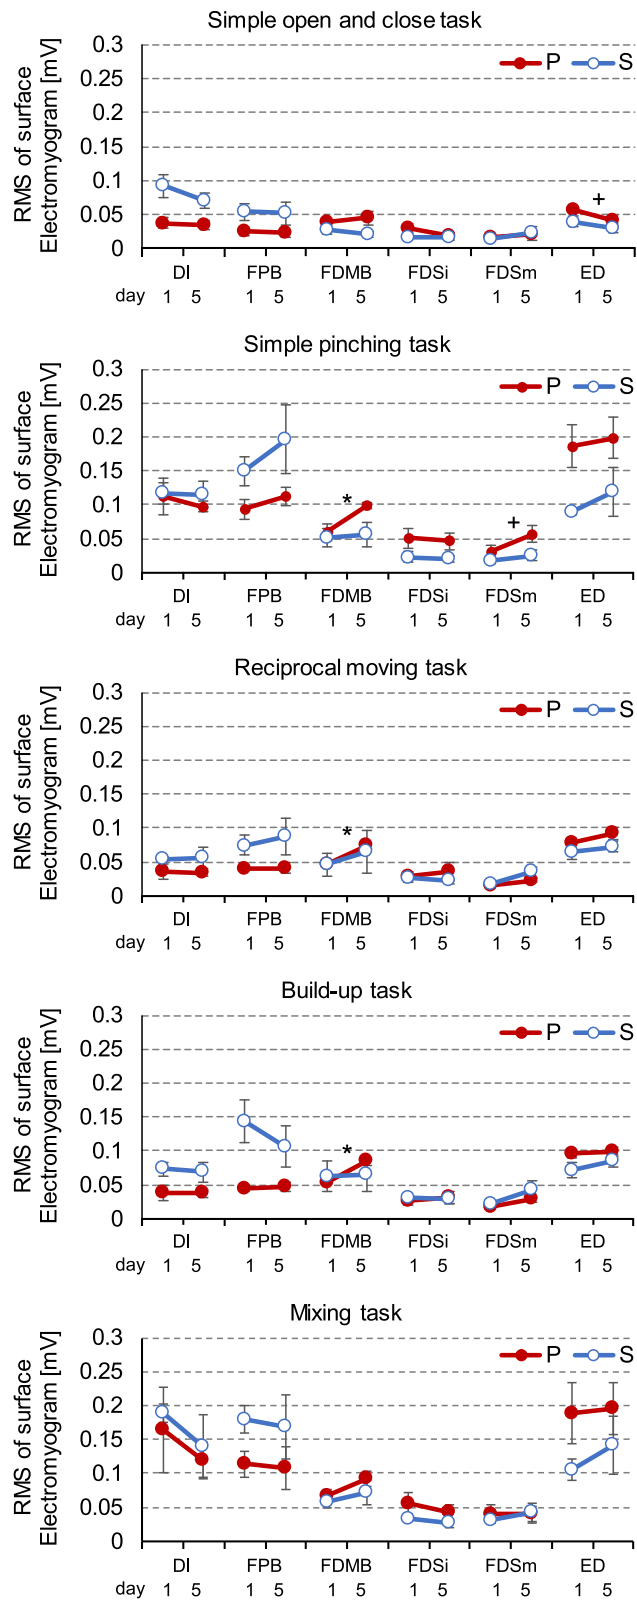 Simple open and close task
RMS of surface
Electromyogram [mV]
0.3
0.25
0.2
0.15
0.1
0.05
0
P S
+
DI FPB FDMB FDSi FDSm ED
day 1 5 1 5 1 5 1 5 1 5 1 5
Simple pinching task
RMS of surface
Electromyogram [mV]
0.3
0.25
0.2
0.15
0.1
0.05
0
P S
*
+
DI FPB FDMB FDSi FDSm ED
day 1 5 1 5 1 5 1 5 1 5 1 5
Reciprocal moving task
RMS of surface
Electromyogram [mV]
0.3
0.25
0.2
0.15
0.1
0.05
0
P S
*
DI FPB FDMB FDSi FDSm ED
day 1 5 1 5 1 5 1 5 1 5 1 5
Build-up task
RMS of surface
Electromyogram [mV]
0.3
0.25
0.2
0.15
0.1
0.05
0
P S
*
DI FPB FDMB FDSi FDSm ED
day 1 5 1 5 1 5 1 5 1 5 1 5
Mixing task
RMS of surface
Electromyogram [mV]
0.3
0.25
0.2
0.15
0.1
0.05
0
P S
DI FPB FDMB FDSi FDSm ED
day 1 5 1 5 1 5 1 5 1 5 1 5